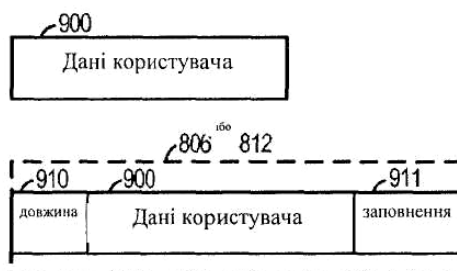 900
Дані користувача
806 або 812
910 900 911
довжина Дані користувача заповнення